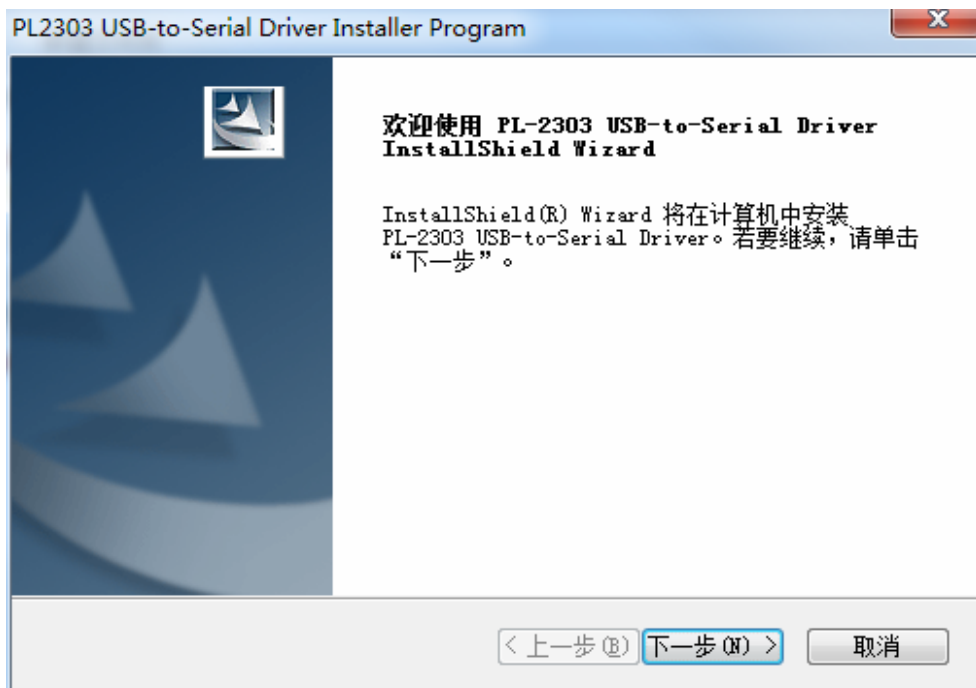 PL2303 USB-to-Serial Driver Installer Program
欢迎使用 PL-2303 USB-to-Serial Driver
InstallShield Wizard
InstallShield(R) Wizard 将在计算机中安装
PL-2303 USB-to-Serial Driver。若要继续，请单击
“下一步”。
< 上一步(B) 下一步(N) > 取消